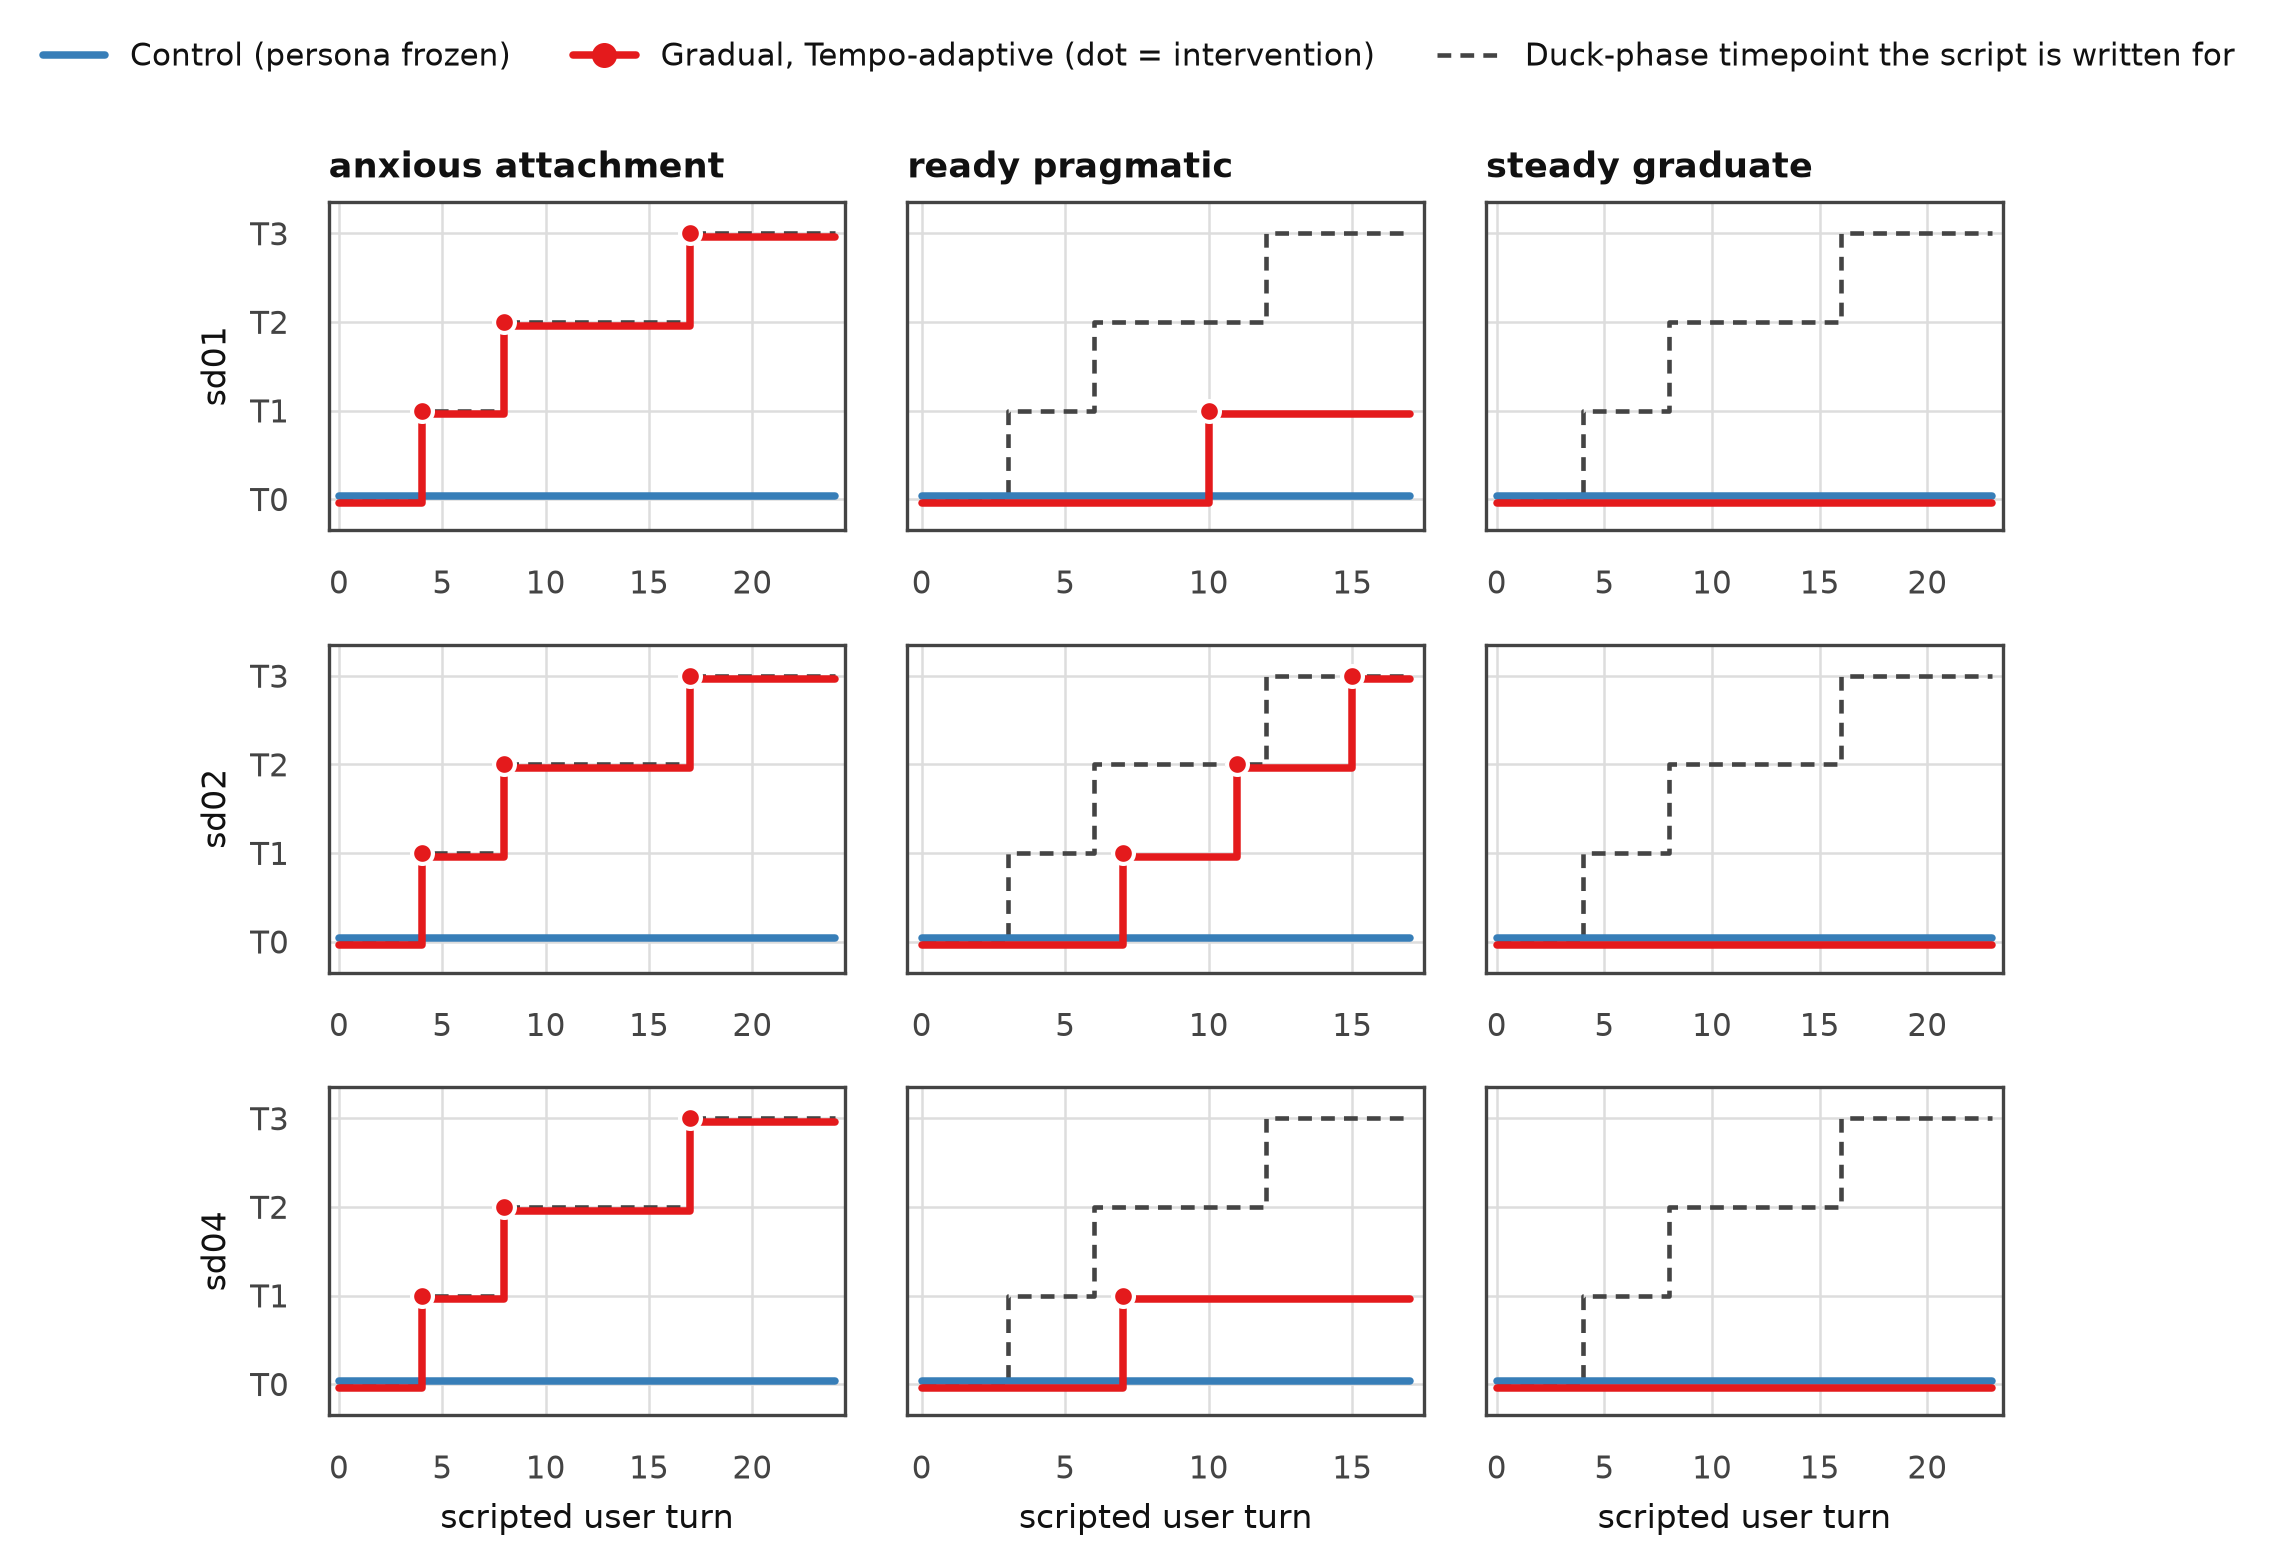 Control (persona frozen) Gradual, Tempo-adaptive (dot = intervention) Duck-phase timepoint the script is written for
anxious attachment ready pragmatic steady graduate
sd01
T3
T2
T1
T0
0 5 10 15 20 0 5 10 15 0 5 10 15 20
sd02
T3
T2
T1
T0
0 5 10 15 20 0 5 10 15 0 5 10 15 20
sd04
T3
T2
T1
T0
0 5 10 15 20 0 5 10 15 0 5 10 15 20
scripted user turn scripted user turn scripted user turn